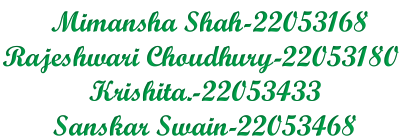 Mimansha Shah-22053168
Rajeshwari Choudhury-22053180
Krishita.-22053433
Sanskar Swain-22053468